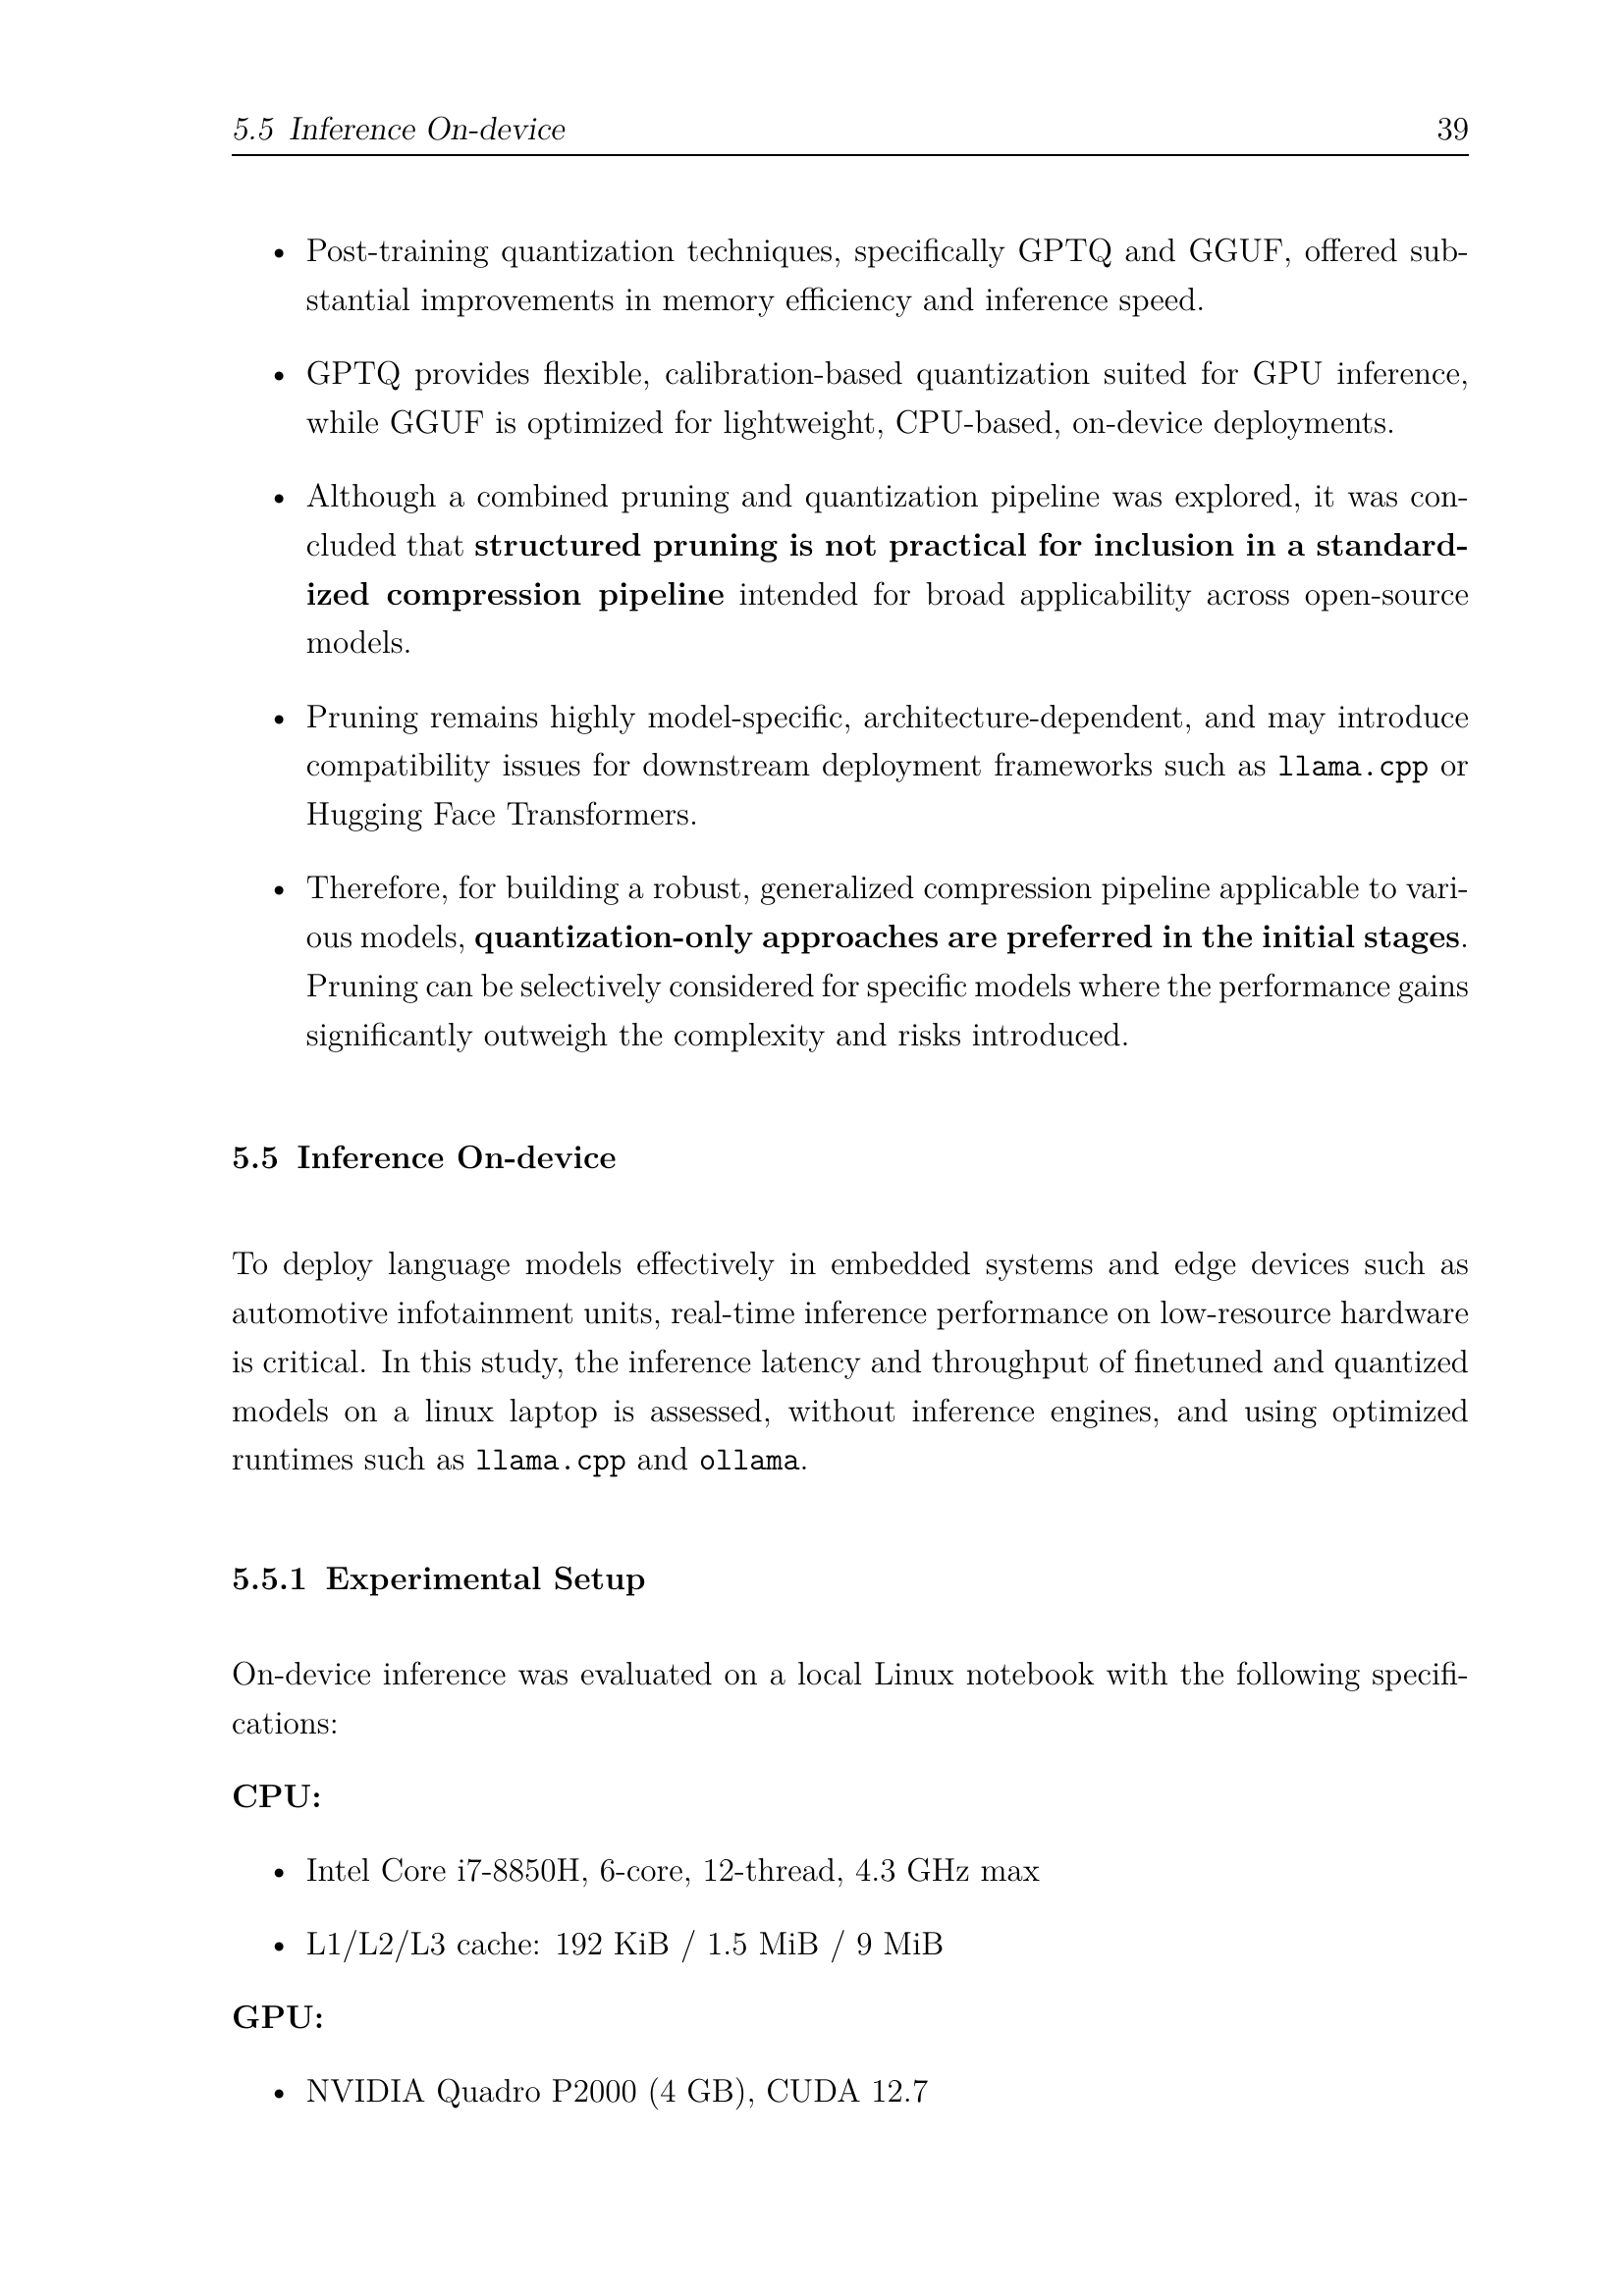 5.5 Inference On-device 39
• Post-training quantization techniques, specifically GPTQ and GGUF, offered sub-
stantial improvements in memory efficiency and inference speed.
• GPTQ provides flexible, calibration-based quantization suited for GPU inference,
while GGUF is optimized for lightweight, CPU-based, on-device deployments.
• Although a combined pruning and quantization pipeline was explored, it was con-
cluded that structured pruning is not practical for inclusion in a standard-
ized compression pipeline intended for broad applicability across open-source
models.
• Pruning remains highly model-specific, architecture-dependent, and may introduce
compatibility issues for downstream deployment frameworks such as llama.cpp or
Hugging Face Transformers.
• Therefore, for building a robust, generalized compression pipeline applicable to vari-
ous models, quantization-only approaches are preferred in the initial stages.
Pruning can be selectively considered for specific models where the performance gains
significantly outweigh the complexity and risks introduced.
5.5 Inference On-device
To deploy language models effectively in embedded systems and edge devices such as
automotive infotainment units, real-time inference performance on low-resource hardware
is critical. In this study, the inference latency and throughput of finetuned and quantized
models on a linux laptop is assessed, without inference engines, and using optimized
runtimes such as llama.cpp and ollama.
5.5.1 Experimental Setup
On-device inference was evaluated on a local Linux notebook with the following specifi-
cations:
CPU:
• Intel Core i7-8850H, 6-core, 12-thread, 4.3 GHz max
• L1/L2/L3 cache: 192 KiB / 1.5 MiB / 9 MiB
GPU:
• NVIDIA Quadro P2000 (4 GB), CUDA 12.7